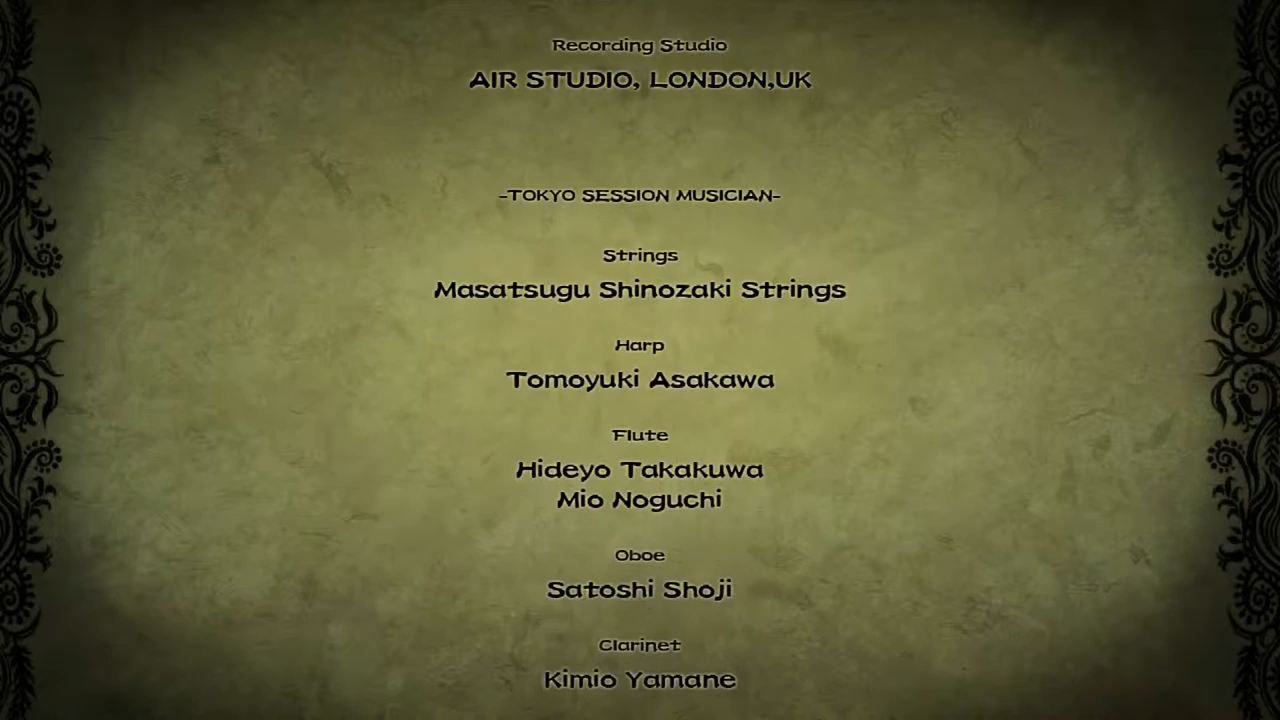 Recording Studio
AIR STUDIO, LONDON,UK
-TOKYO SESSION MUSICIAN-
Strings
Masatsugu Shinozaki Strings
Harp
Tomoyuki Asakawa
Flute
Hideyo Takakuwa
Mio Noguchi
Oboe
Satoshi Shoji
Clarinet
Kimio Yamane